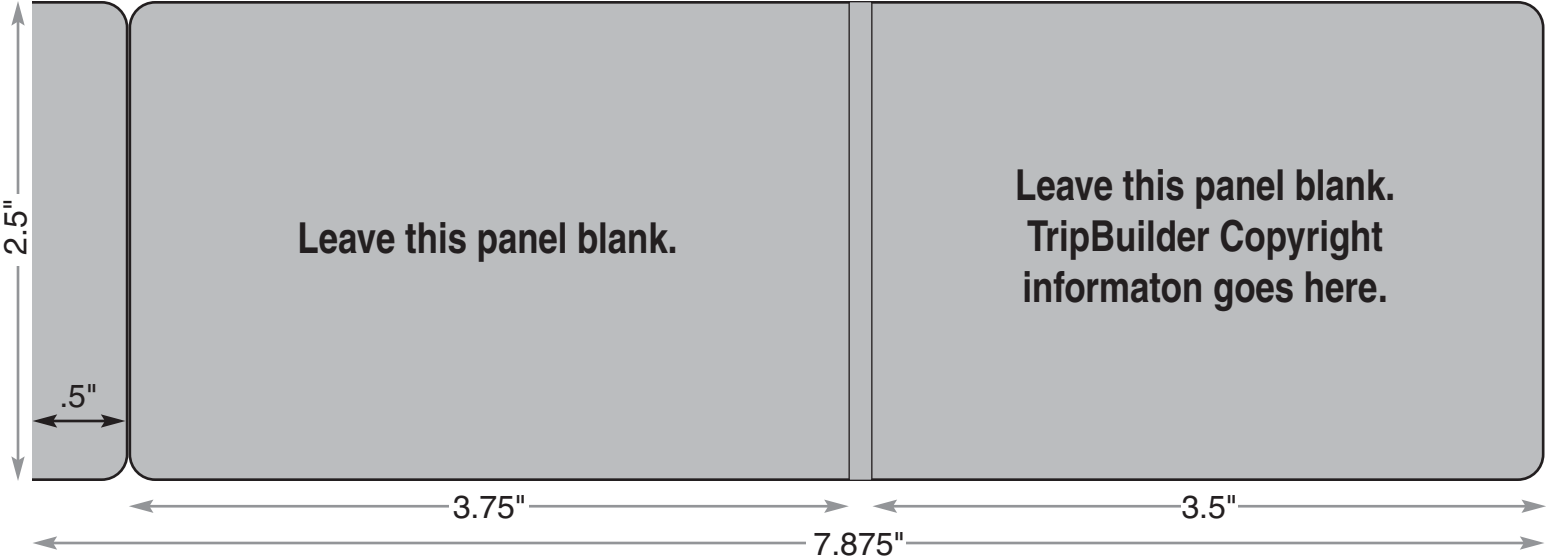 2.5"
.5"
Leave this panel blank.
Leave this panel blank.
TripBuilder Copyright
informaton goes here.
3.75"
3.5"
7.875"